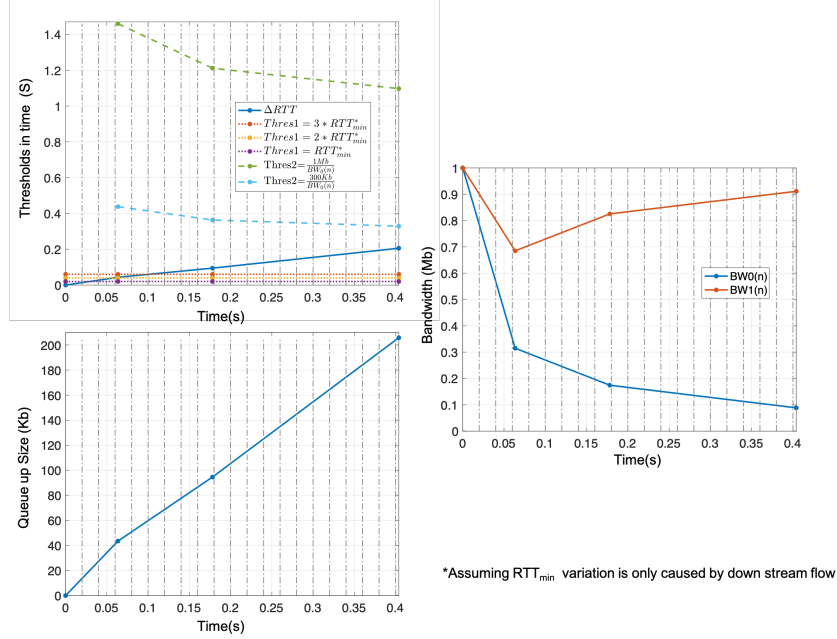 Thresholds in time (S)
1.4
1.2
1
0.8
0.6
0.4
0.2
0
ΔRTT
Thres1 = 3 * RTT*min
Thres1 = 2 * RTT*min
Thres1 = RTT*min
Thres2= 1Mb/BW0(n)
Thres2= 300Kb/BW0(n)
0 0.05 0.1 0.15 0.2 0.25 0.3 0.35 0.4
Time(s)
Queue up Size (Kb)
200
180
160
140
120
100
80
60
40
20
0
0 0.05 0.1 0.15 0.2 0.25 0.3 0.35 0.4
Time(s)
Bandwidth (Mb)
1
0.9
0.8
0.7
0.6
0.5
0.4
0.3
0.2
0.1
0
BW0(n)
BW1(n)
0 0.05 0.1 0.15 0.2 0.25 0.3 0.35 0.4
Time(s)
*Assuming RTTmin variation is only caused by down stream flow